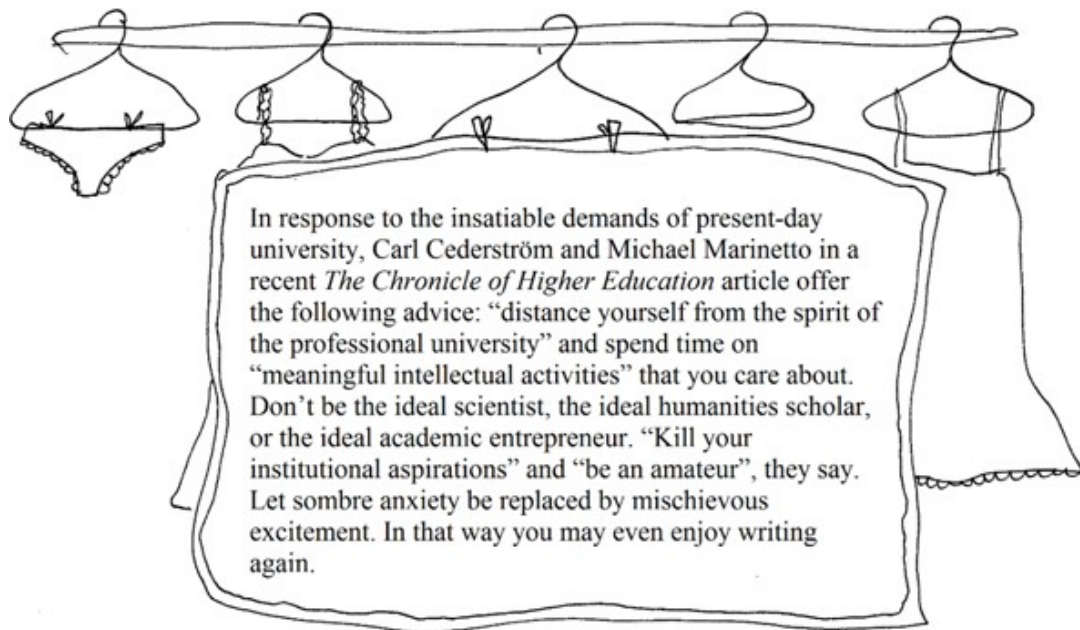 In response to the insatiable demands of present-day
university, Carl Cederström and Michael Marinetto in a
recent The Chronicle of Higher Education article offer
the following advice: “distance yourself from the spirit of
the professional university” and spend time on
“meaningful intellectual activities” that you care about.
Don’t be the ideal scientist, the ideal humanities scholar,
or the ideal academic entrepreneur. “Kill your
institutional aspirations” and “be an amateur”, they say.
Let sombre anxiety be replaced by mischievous
excitement. In that way you may even enjoy writing
again.